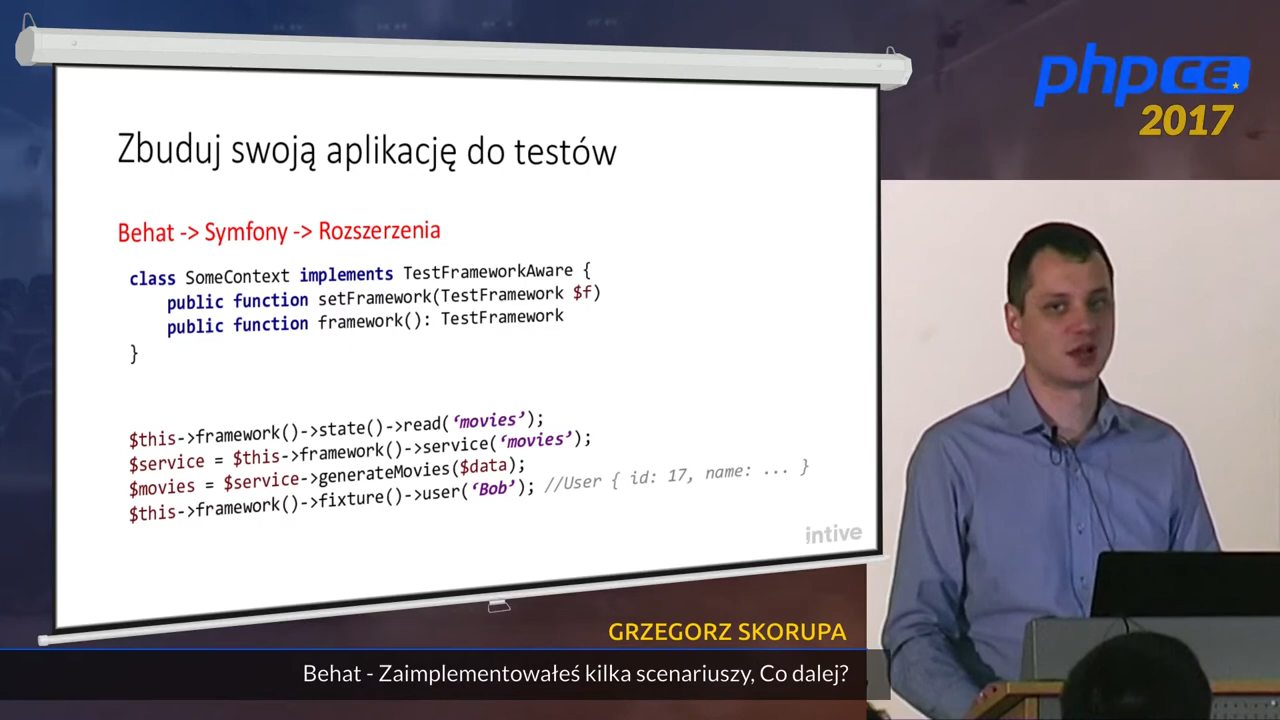 Zbuduj swoją aplikację do testów
Behat -> Symfony -> Rozszerzenia
class SomeContext implements TestFrameworkAware {
public function setFramework(TestFramework $f)
public function framework(): TestFramework
}
$this->framework()->state()->read(‘movies’);
$service = $this->framework()->service(‘movies’);
$movies = $service->generateMovies($data);
$this->framework()->fixture()->user(‘Bob’); //User { id: 17, name: ... }
intive
phpCE
2017
GRZEGORZ SKORUPA
Behat - Zaimplementowałeś kilka scenariuszy, Co dalej?